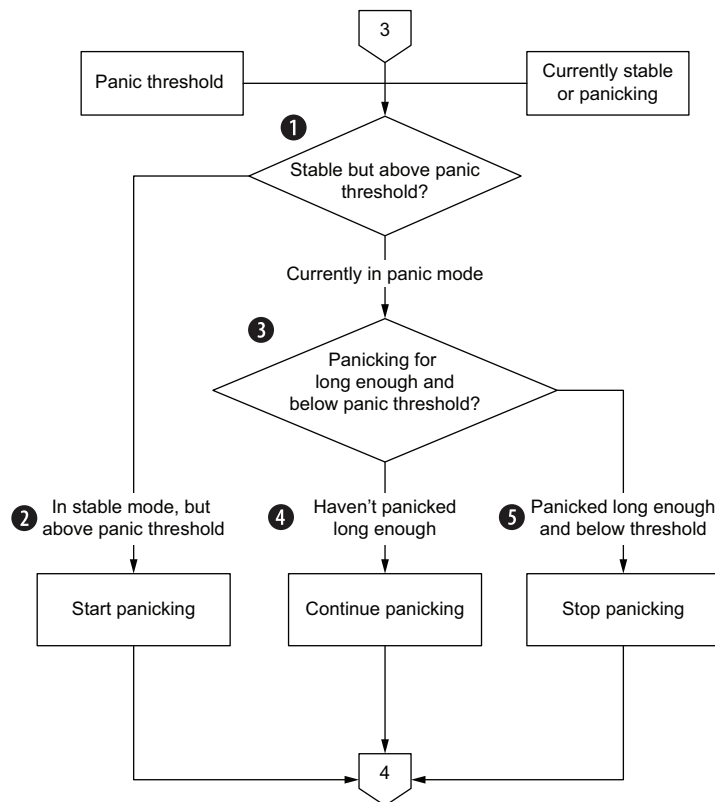 3
Panic threshold
Currently stable
or panicking
1
Stable but above panic
threshold?
Currently in panic mode
3
Panicking for
long enough and
below panic threshold?
2
In stable mode, but
above panic threshold
4
Haven't panicked
long enough
5
Panicked long enough
and below threshold
Start panicking
Continue panicking
Stop panicking
4